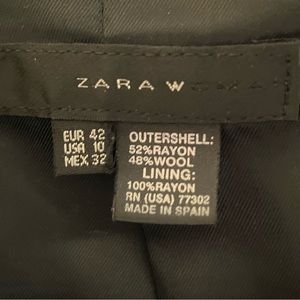 ZARA W
EUR 42
USA 10
MEX 32
OUTERSHELL:
52%RAYON
48%WOOL
LINING:
100%RAYON
RN (USA) 77302
MADE IN SPAIN